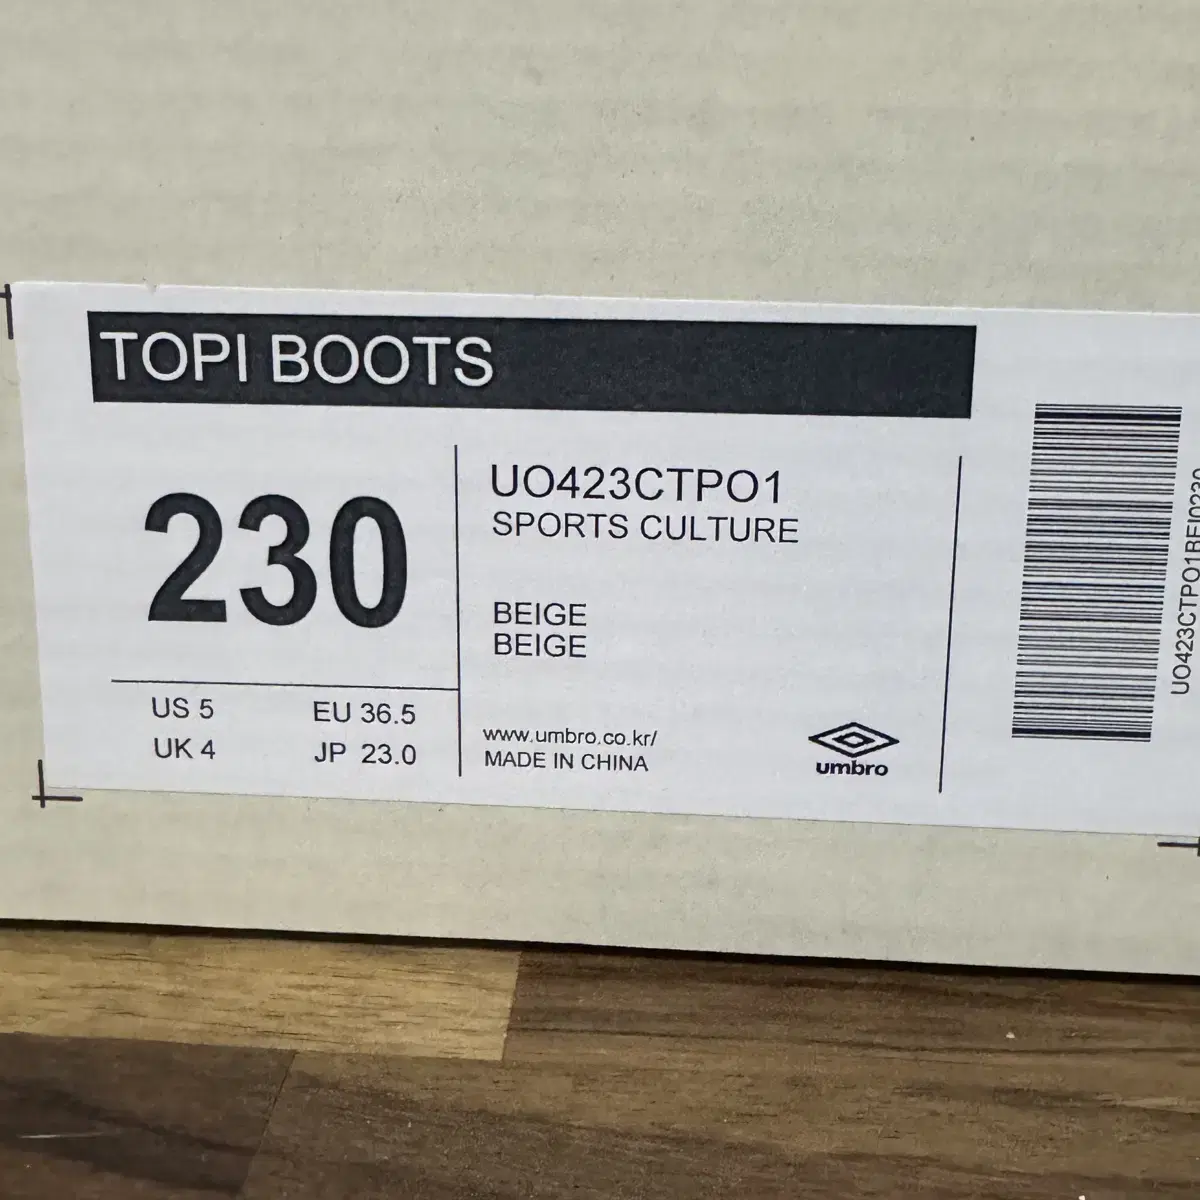 TOPI BOOTS
230
US 5
EU 36.5
UK 4
JP 23.0
UO423CTPO1
SPORTS CULTURE
BEIGE
BEIGE
www.umbro.co.kr/
MADE IN CHINA
umbro
UO423CTPO1BEI0230